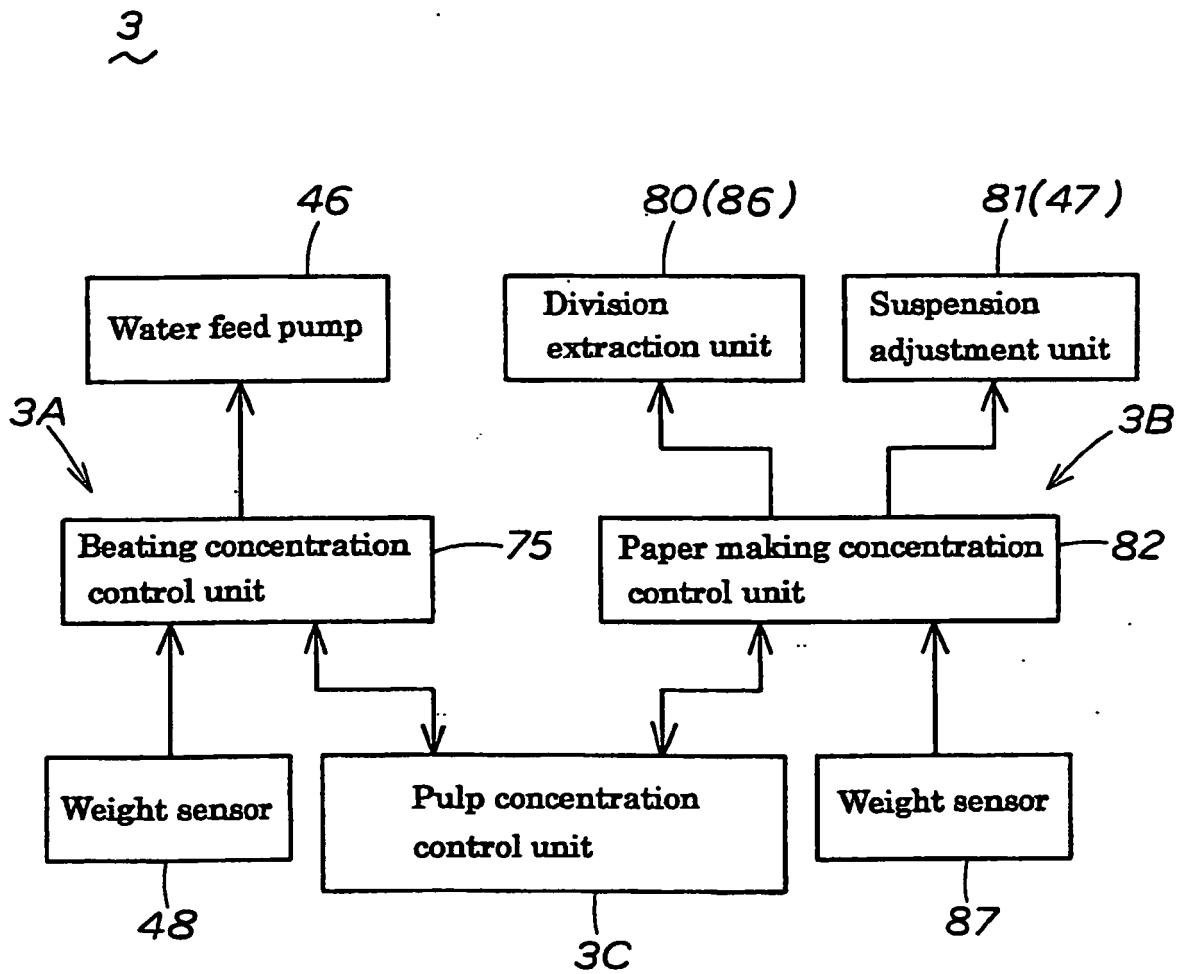 3
46
80(86)
81(47)
Water feed pump
Division
extraction unit
Suspension
adjustment unit
3A
3B
Beating concentration
control unit
75
Paper making concentration
control unit
82
Weight sensor
Pulp concentration
control unit
Weight sensor
48
3C
87